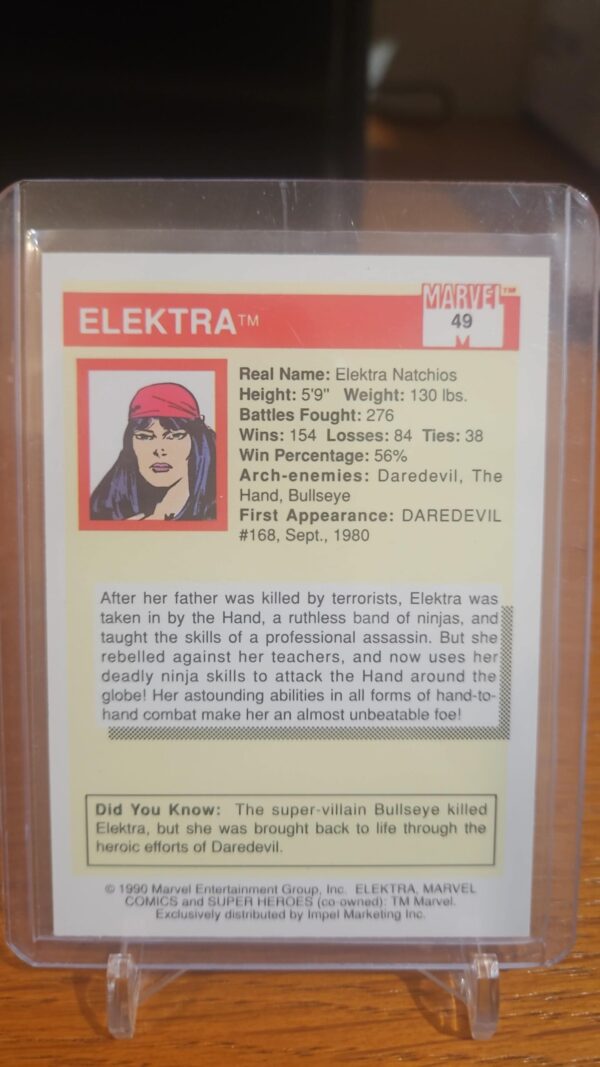 ELEKTRA™
MARVEL™
49
Real Name: Elektra Natchios
Height: 5'9" Weight: 130 lbs.
Battles Fought: 276
Wins: 154 Losses: 84 Ties: 38
Win Percentage: 56%
Arch-enemies: Daredevil, The
Hand, Bullseye
First Appearance: DAREDEVIL
#168, Sept., 1980
After her father was killed by terrorists, Elektra was
taken in by the Hand, a ruthless band of ninjas, and
taught the skills of a professional assassin. But she
rebelled against her teachers, and now uses her
deadly ninja skills to attack the Hand around the
globe! Her astounding abilities in all forms of hand-to-
hand combat make her an almost unbeatable foe!
Did You Know: The super-villain Bullseye killed
Elektra, but she was brought back to life through the
heroic efforts of Daredevil.
© 1990 Marvel Entertainment Group, Inc. ELEKTRA, MARVEL
COMICS and SUPER HEROES (co-owned): TM Marvel.
Exclusively distributed by Impel Marketing Inc.